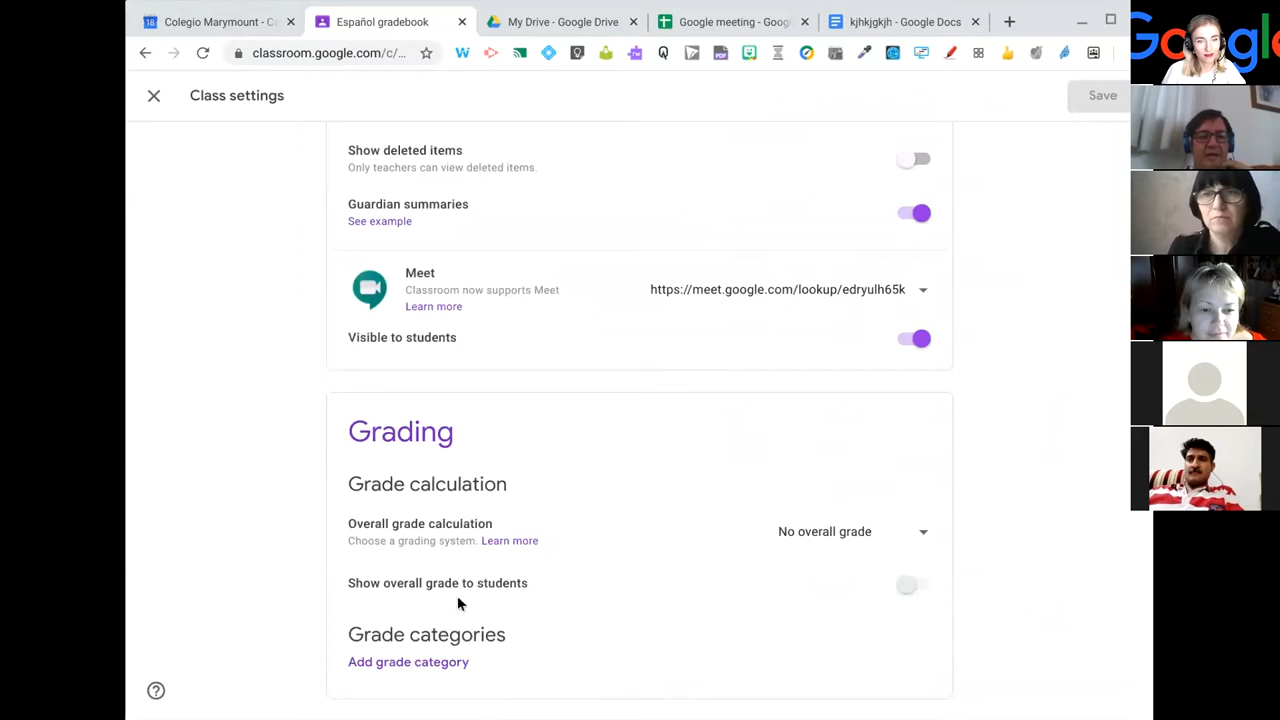 Colegio Marymount - C
Español gradebook
My Drive - Google Drive
Google meeting - Goog
kjhkjgkjh - Google Docs
classroom.google.com/c/...
Class settings
Save
Show deleted items
Only teachers can view deleted items.
Guardian summaries
See example
Meet
Classroom now supports Meet
Learn more
https://meet.google.com/lookup/edryulh65k
Visible to students
Grading
Grade calculation
Overall grade calculation
Choose a grading system. Learn more
No overall grade
Show overall grade to students
Grade categories
Add grade category
Google